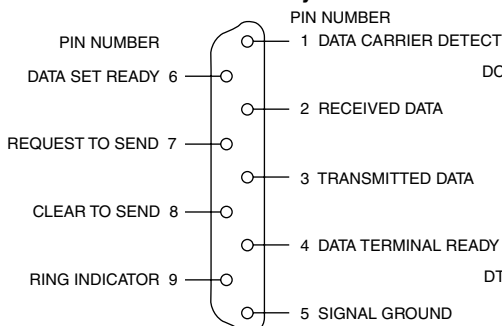 PIN NUMBER
PIN NUMBER
1 DATA CARRIER DETECT
DATA SET READY 6
2 RECEIVED DATA
REQUEST TO SEND 7
3 TRANSMITTED DATA
CLEAR TO SEND 8
4 DATA TERMINAL READY
RING INDICATOR 9
5 SIGNAL GROUND